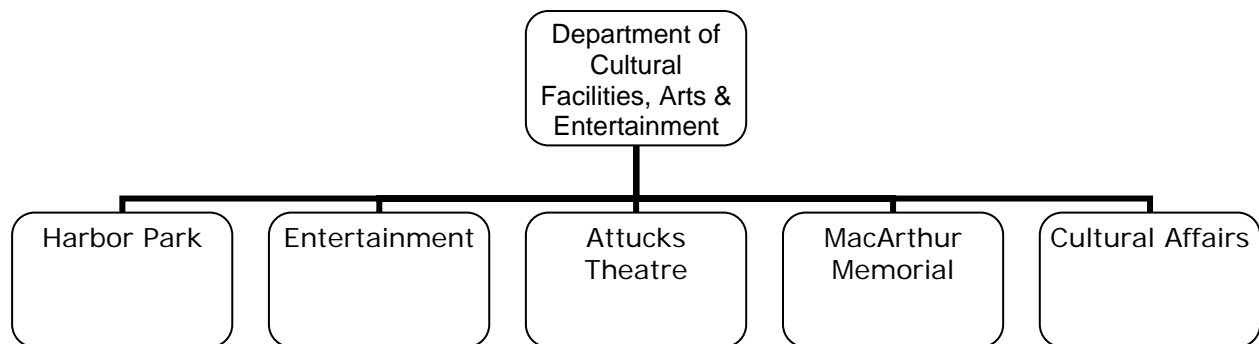 Department of
Cultural
Facilities, Arts &
Entertainment
Harbor Park
Entertainment
Attucks
Theatre
MacArthur
Memorial
Cultural Affairs